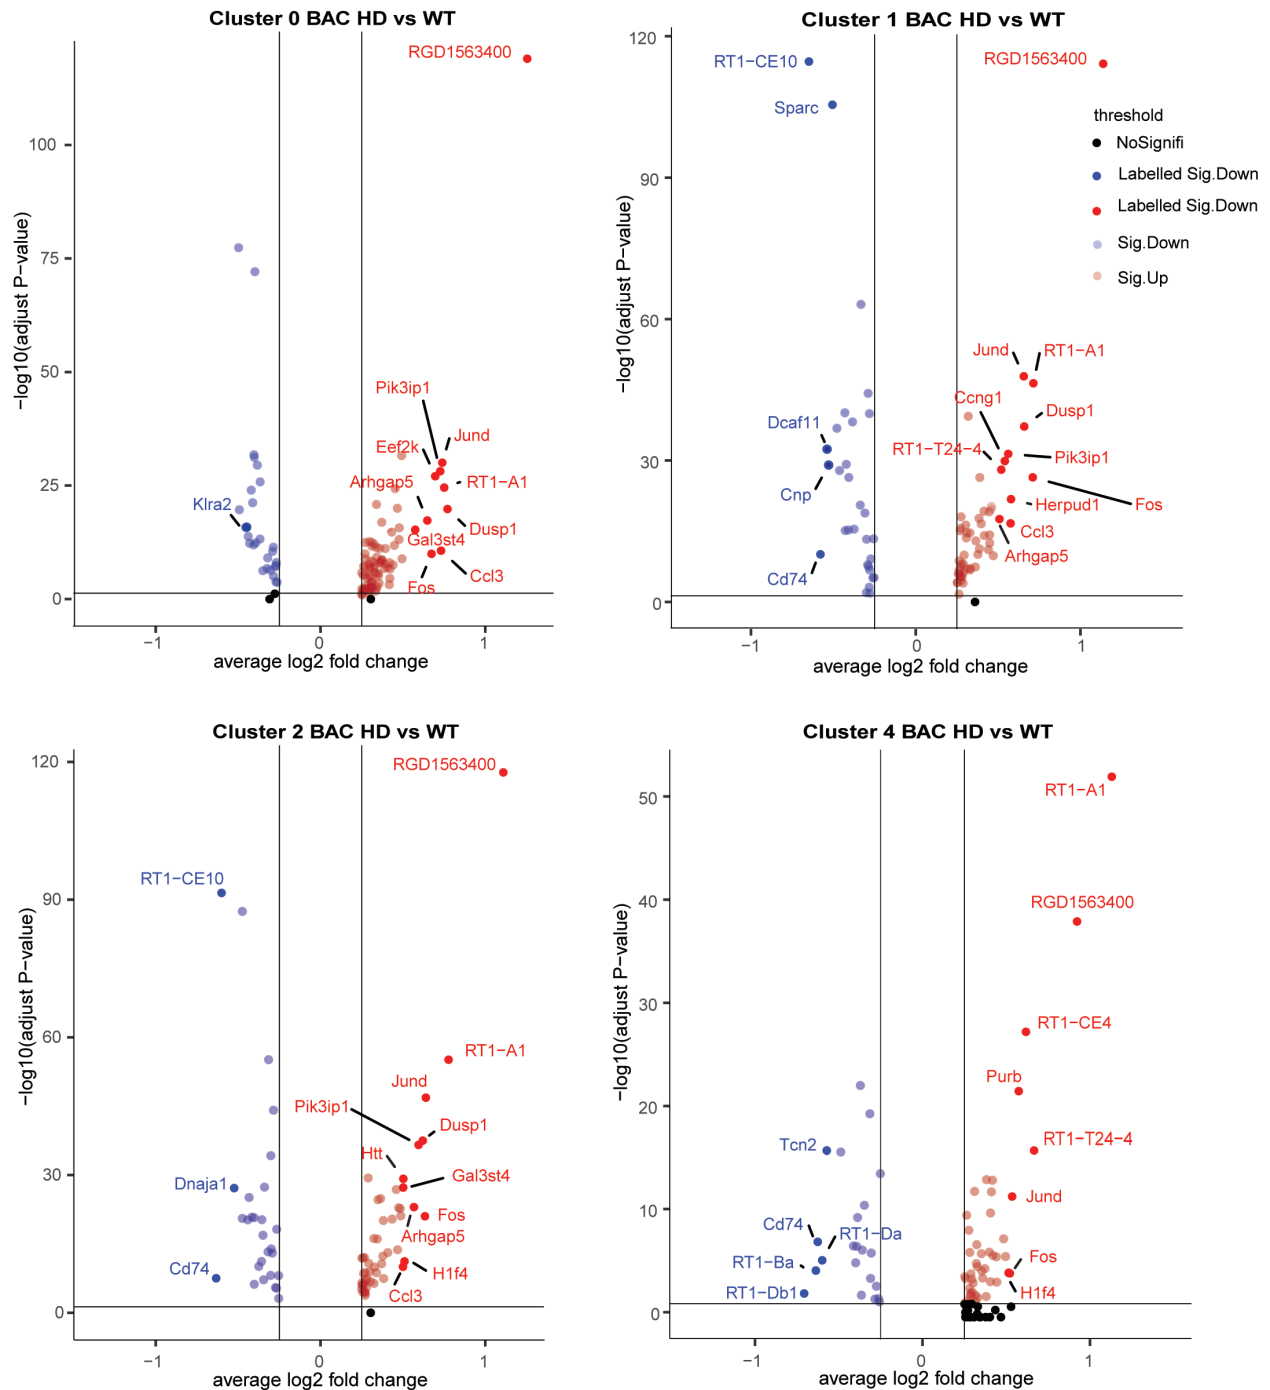 Cluster 0 BAC HD vs WT
RGD1563400
100
75
50
25
0
−log10(adjust P−value)
Pik3ip1
Jund
Eef2k
Arhgap5
RT1−A1
Klra2
Dusp1
Gal3st4
Ccl3
Fos
−1
0
1
average log2 fold change
Cluster 1 BAC HD vs WT
120
90
60
30
0
−log10(adjust P−value)
RT1−CE10
RGD1563400
Sparc
threshold
NoSignifi
Labelled Sig.Down
Labelled Sig.Down
Sig.Down
Sig.Up
Jund
RT1−A1
Ccng1
Dusp1
Dcaf11
RT1−T24−4
Pik3ip1
Cnp
Herpud1
Fos
Ccl3
Arhgap5
Cd74
−1
0
1
average log2 fold change
Cluster 2 BAC HD vs WT
120
90
60
30
0
−log10(adjust P−value)
RGD1563400
RT1−CE10
RT1−A1
Jund
Pik3ip1
Dusp1
Htt
Gal3st4
Dnaja1
Fos
Arhgap5
Cd74
H1f4
Ccl3
−1
0
1
average log2 fold change
Cluster 4 BAC HD vs WT
50
40
30
20
10
0
−log10(adjust P−value)
RT1−A1
RGD1563400
RT1−CE4
Purb
Tcn2
RT1−T24−4
Jund
Cd74
RT1−Da
RT1−Ba
Fos
RT1−Db1
H1f4
−1
0
1
average log2 fold change